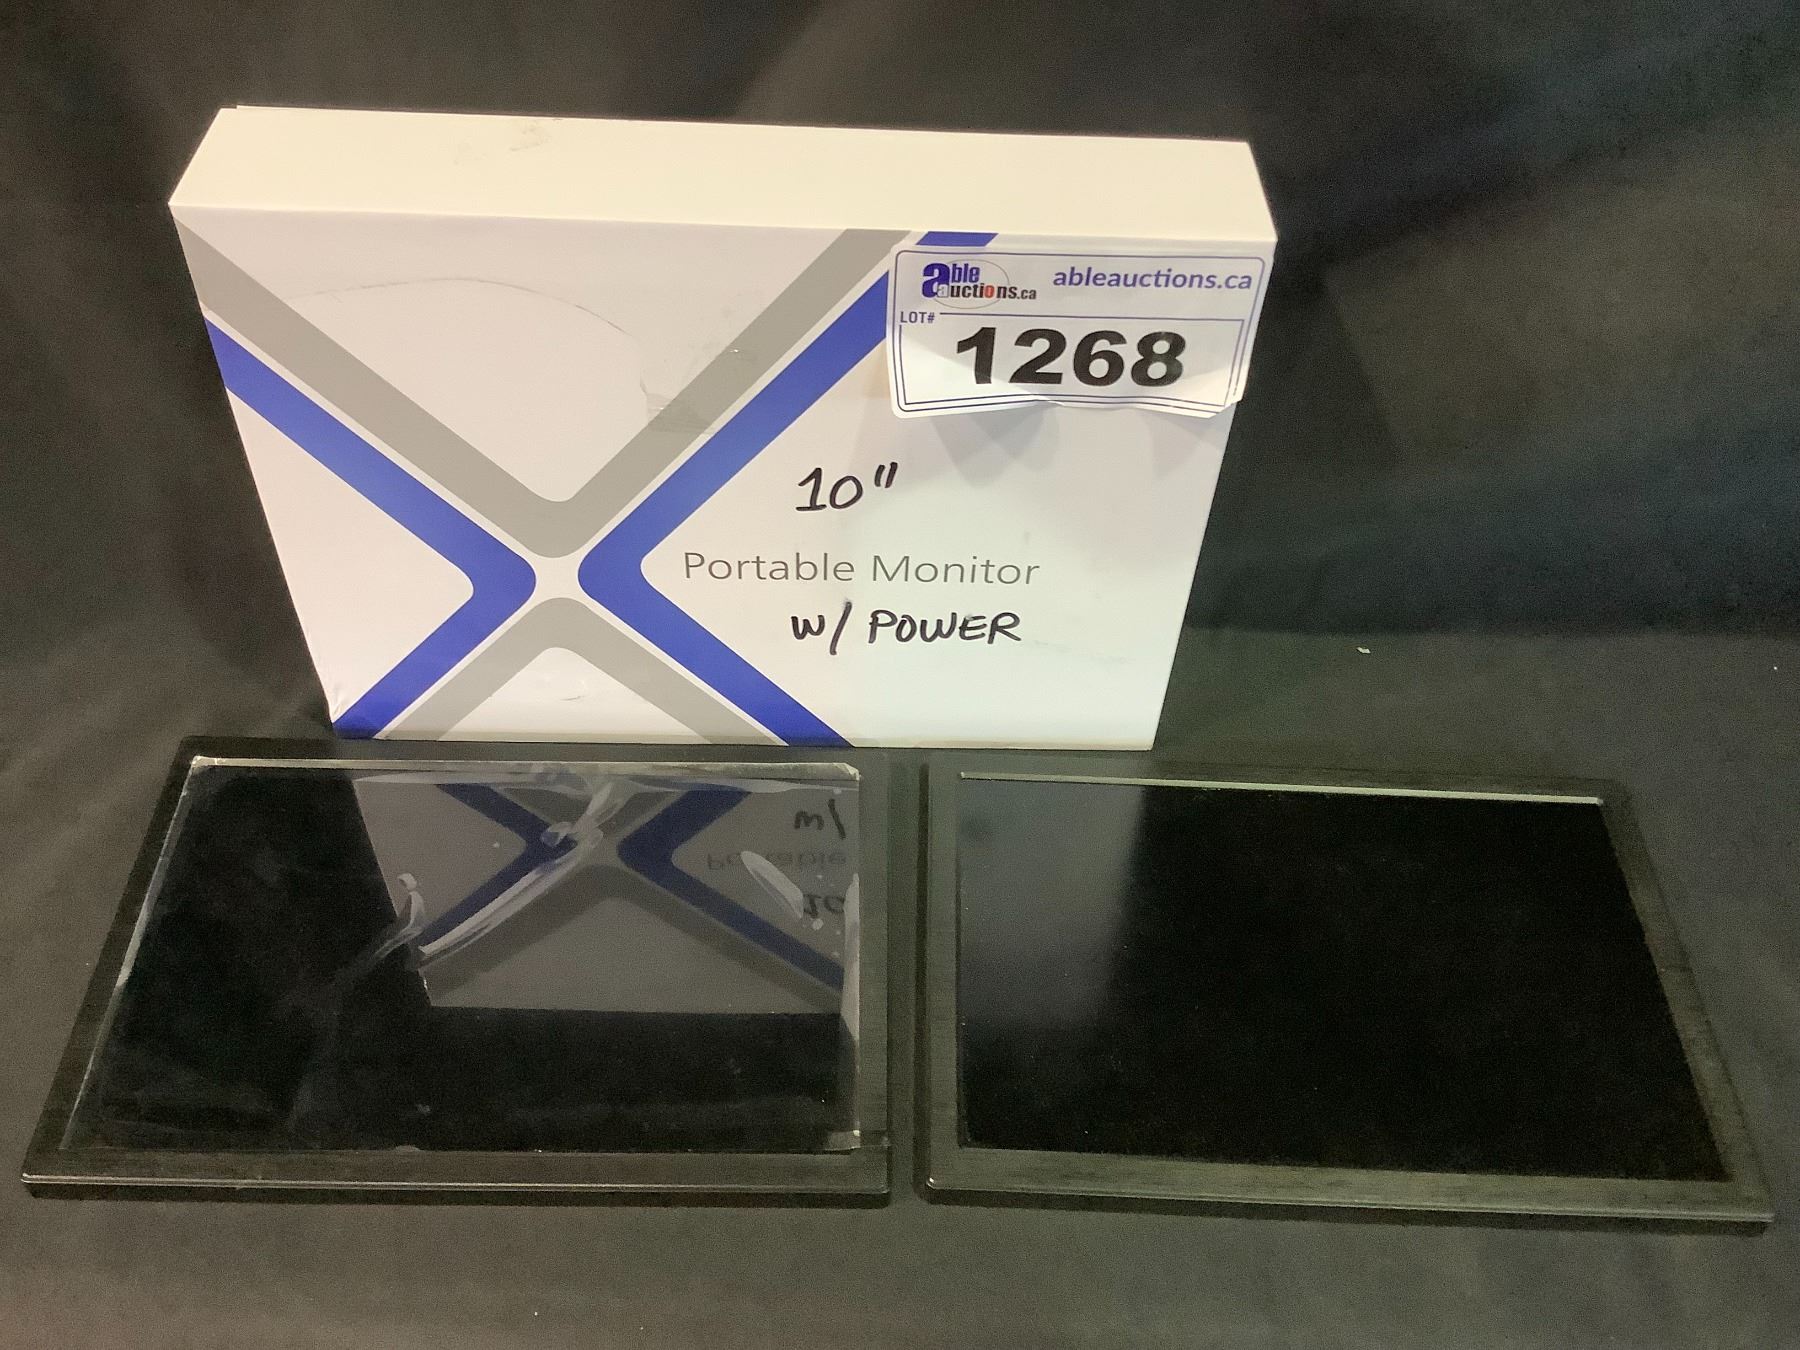 able auctions.ca
ableauctions.ca
LOT#
1268
10"
Portable Monitor
w/ POWER